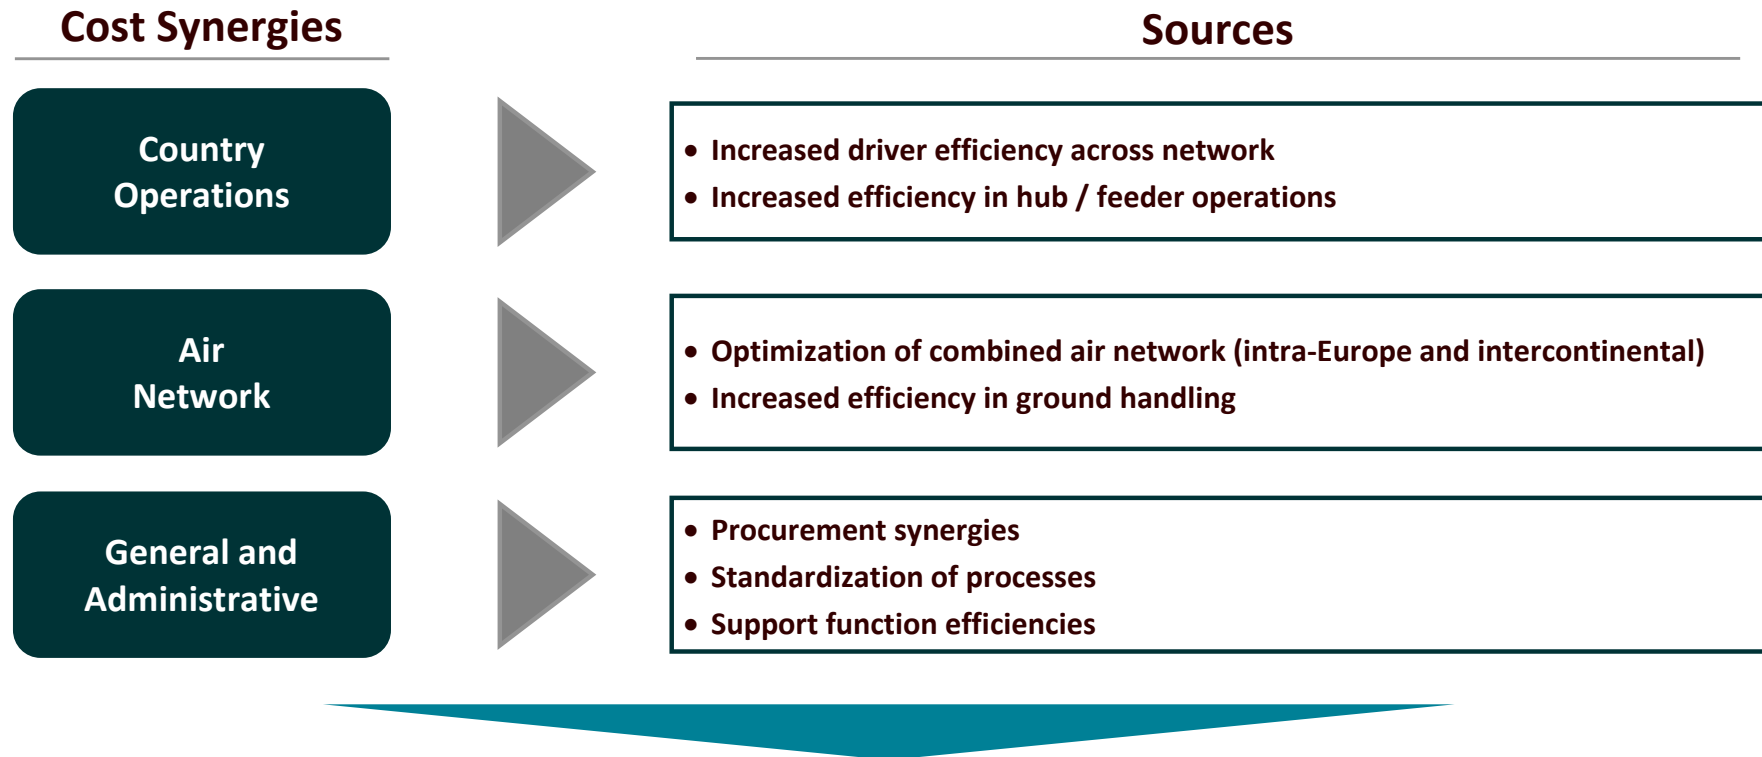 Cost Synergies
Sources
Country
Operations
• Increased driver efficiency across network
• Increased efficiency in hub / feeder operations
Air
Network
• Optimization of combined air network (intra-Europe and intercontinental)
• Increased efficiency in ground handling
General and
Administrative
• Procurement synergies
• Standardization of processes
• Support function efficiencies